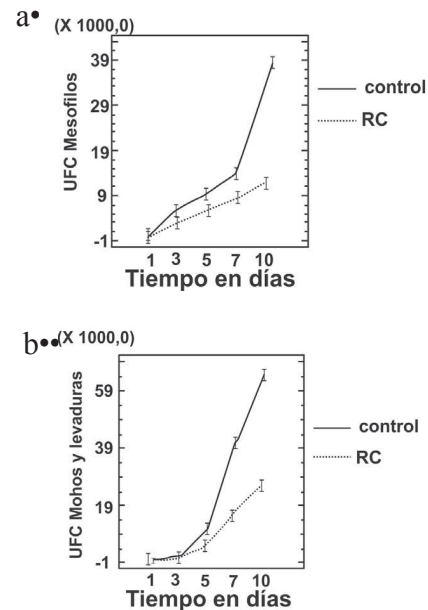 a•
(X 1000,0)
39
29
19
9
-1
UFC Mesofilos
1 3 5 7 10
Tiempo en días
control
RC
b••
(X 1000,0)
59
39
19
-1
UFC Mohos y levaduras
1 3 5 7 10
Tiempo en días
control
RC